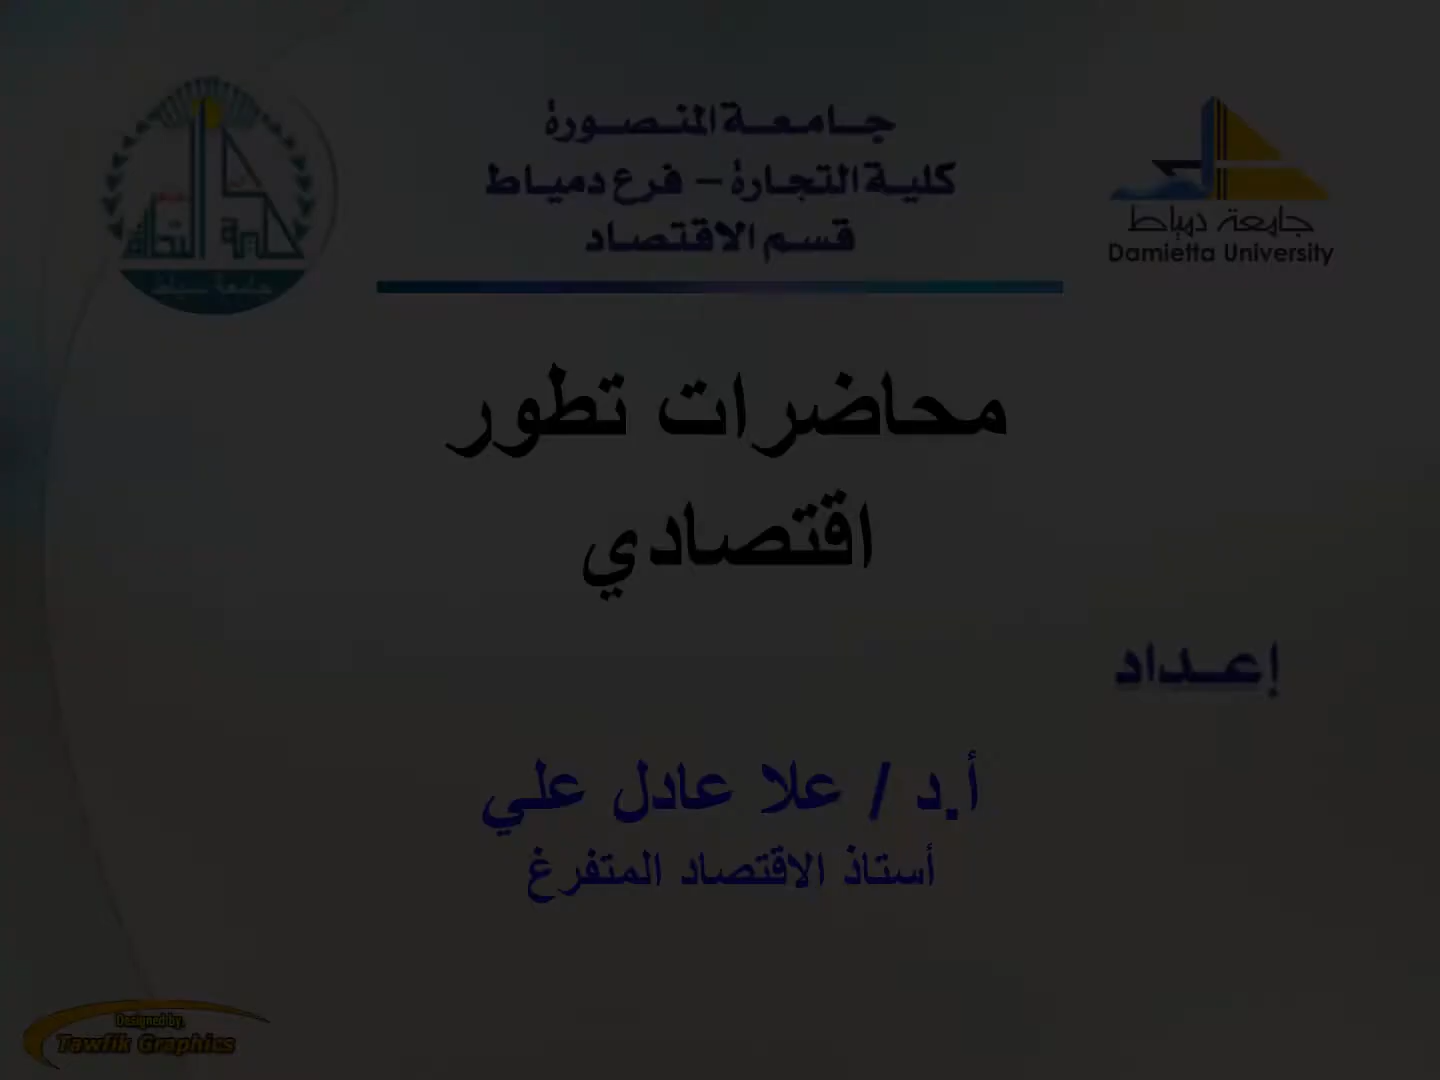 جامعة المنصورة
كلية التجارة – فرع دمياط
قسم الاقتصاد
جامعة دمياط
Damietta University
محاضرات تطور
اقتصادي
إعداد
أ.د / علا عادل علي
أستاذ الاقتصاد المتفرغ
Designed by:
Tawfik Graphics